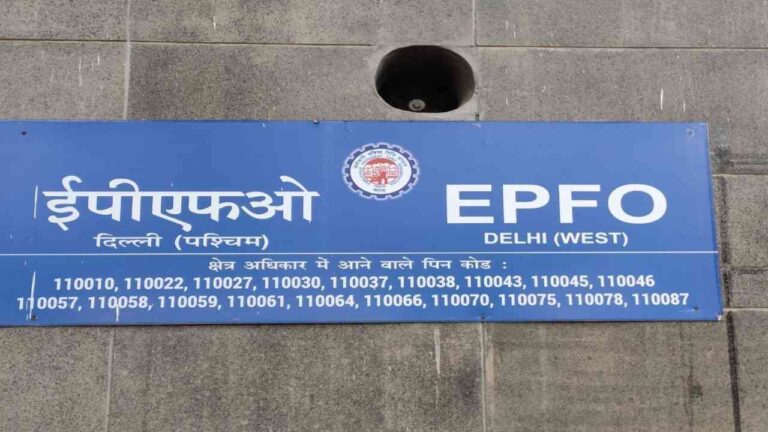 ईपीएफओ
EPFO
दिल्ली (पश्चिम)
DELHI (WEST)
क्षेत्र अधिकार में आने वाले पिन कोड :
110010, 110022, 110027, 110030, 110037, 110038, 110043, 110045, 110046
110057, 110058, 110059, 110061, 110064, 110066, 110070, 110075, 110078, 110087